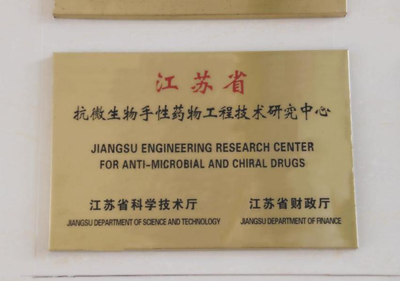 江苏省
抗微生物手性药物工程技术研究中心
JIANGSU ENGINEERING RESEARCH CENTER
FOR ANTI-MICROBIAL AND CHIRAL DRUGS
江苏省科学技术厅 江苏省财政厅
JIANGSU DEPARTMENT OF SCIENCE AND TECHNOLOGY JIANGSU DEPARTMENT OF FINANCE